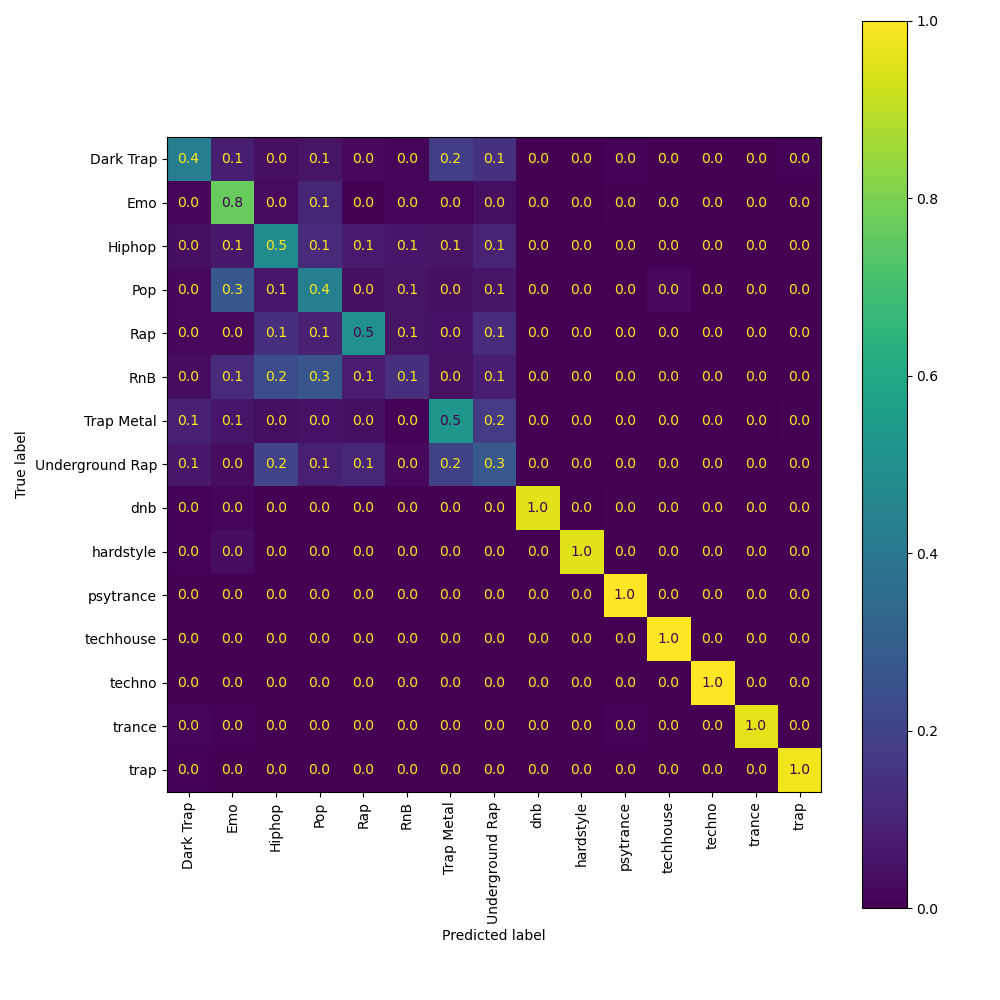 1.0
Dark Trap 0.4 0.1 0.0 0.1 0.0 0.0 0.2 0.1 0.0 0.0 0.0 0.0 0.0 0.0 0.0
Emo 0.0 0.8 0.0 0.1 0.0 0.0 0.0 0.0 0.0 0.0 0.0 0.0 0.0 0.0 0.0
0.8
Hiphop 0.0 0.1 0.5 0.1 0.1 0.1 0.1 0.1 0.0 0.0 0.0 0.0 0.0 0.0 0.0
Pop 0.0 0.3 0.1 0.4 0.0 0.1 0.0 0.1 0.0 0.0 0.0 0.0 0.0 0.0 0.0
Rap 0.0 0.0 0.1 0.1 0.5 0.1 0.0 0.1 0.0 0.0 0.0 0.0 0.0 0.0 0.0
RnB 0.0 0.1 0.2 0.3 0.1 0.1 0.0 0.1 0.0 0.0 0.0 0.0 0.0 0.0 0.0
0.6
Trap Metal 0.1 0.1 0.0 0.0 0.0 0.0 0.5 0.2 0.0 0.0 0.0 0.0 0.0 0.0 0.0
True label
Underground Rap 0.1 0.0 0.2 0.1 0.1 0.0 0.2 0.3 0.0 0.0 0.0 0.0 0.0 0.0 0.0
dnb 0.0 0.0 0.0 0.0 0.0 0.0 0.0 0.0 1.0 0.0 0.0 0.0 0.0 0.0 0.0
hardstyle 0.0 0.0 0.0 0.0 0.0 0.0 0.0 0.0 0.0 1.0 0.0 0.0 0.0 0.0 0.0
0.4
psytrance 0.0 0.0 0.0 0.0 0.0 0.0 0.0 0.0 0.0 0.0 1.0 0.0 0.0 0.0 0.0
techhouse 0.0 0.0 0.0 0.0 0.0 0.0 0.0 0.0 0.0 0.0 0.0 1.0 0.0 0.0 0.0
techno 0.0 0.0 0.0 0.0 0.0 0.0 0.0 0.0 0.0 0.0 0.0 0.0 1.0 0.0 0.0
trance 0.0 0.0 0.0 0.0 0.0 0.0 0.0 0.0 0.0 0.0 0.0 0.0 0.0 1.0 0.0
0.2
trap 0.0 0.0 0.0 0.0 0.0 0.0 0.0 0.0 0.0 0.0 0.0 0.0 0.0 0.0 1.0
Dark Trap
Emo
Hiphop
Pop
Rap
RnB
Trap Metal
Underground Rap
dnb
hardstyle
psytrance
techhouse
techno
trance
trap
0.0
Predicted label